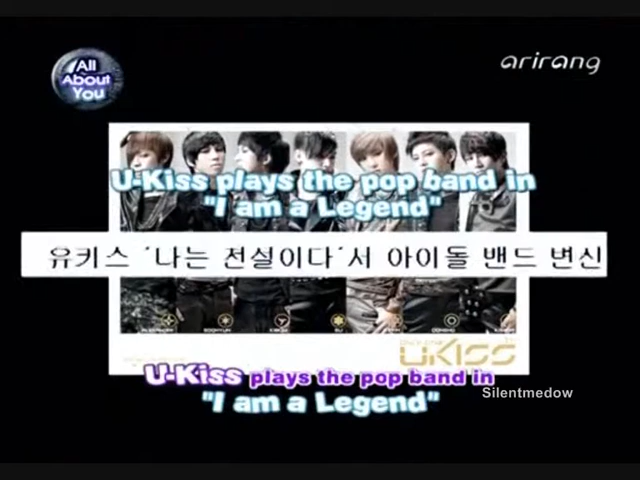 All
About
You
arirang
U-Kiss plays the pop band in
"I am a Legend"
유키스 ´나는 전설이다´서 아이돌 밴드 변신
SOOHYUN
UKISS
U-Kiss plays the pop band in
"I am a Legend"
Silentmedow